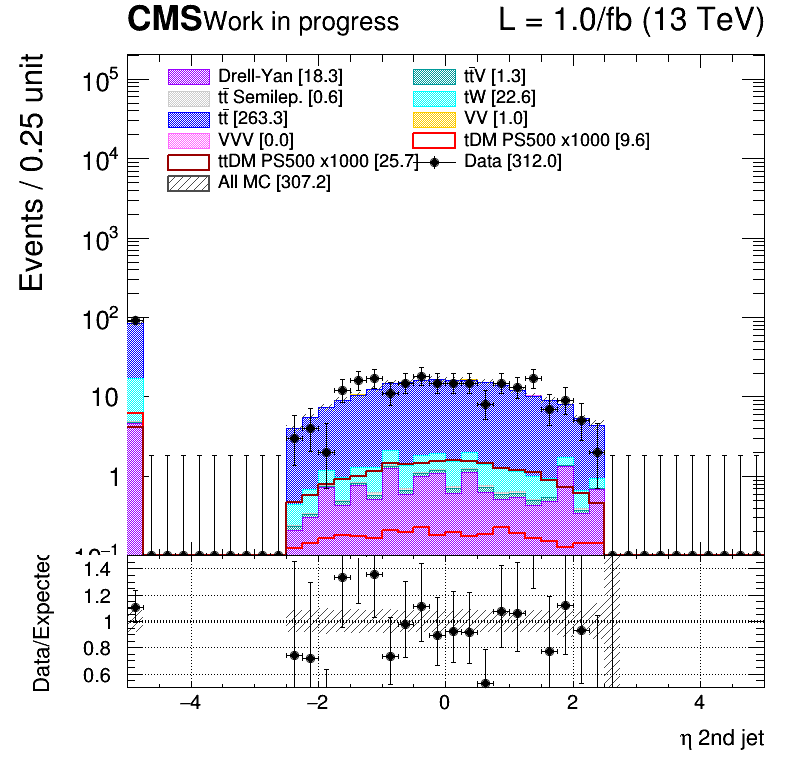 CMS Work in progress L = 1.0/fb (13 TeV)
Events / 0.25 unit
Drell-Yan [18.3] tt̄V [1.3]
tt̄ Semilep. [0.6] tW [22.6]
tt̄ [263.3] VV [1.0]
VVV [0.0] tDM PS500 x1000 [9.6]
ttDM PS500 x1000 [25.7] Data [312.0]
All MC [307.2]
10⁵
10⁴
10³
10²
10
1
10⁻¹
Data/Expected
1.4
1.2
1
0.8
0.6
−4 −2 0 2 4
η 2nd jet